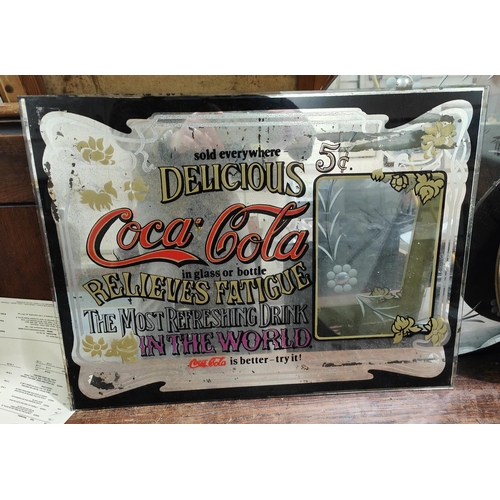 sold everywhere
5¢.
DELICIOUS
Coca-Cola
in glass or bottle
RELIEVES FATIGUE
THE MOST REFRESHING DRINK
IN THE WORLD
Coca-Cola is better-try it!